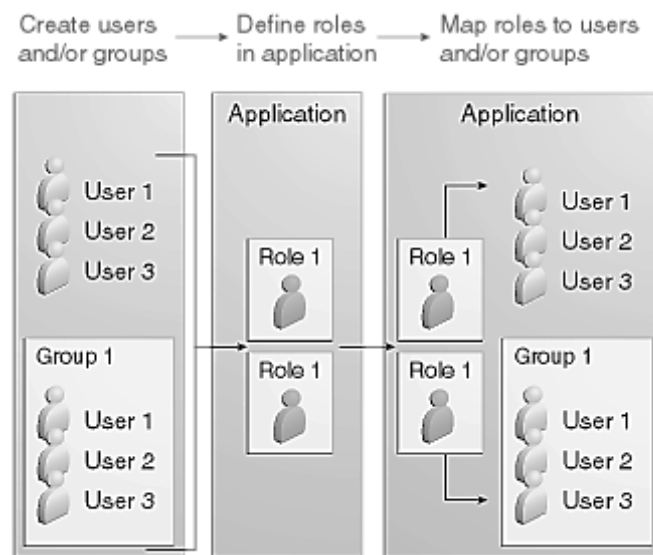 Create users
and/or groups
Define roles
in application
Map roles to users
and/or groups
User 1
User 2
User 3
Group 1
User 1
User 2
User 3
Application
Role 1
Role 1
Application
Role 1
Role 1
User 1
User 2
User 3
Group 1
User 1
User 2
User 3